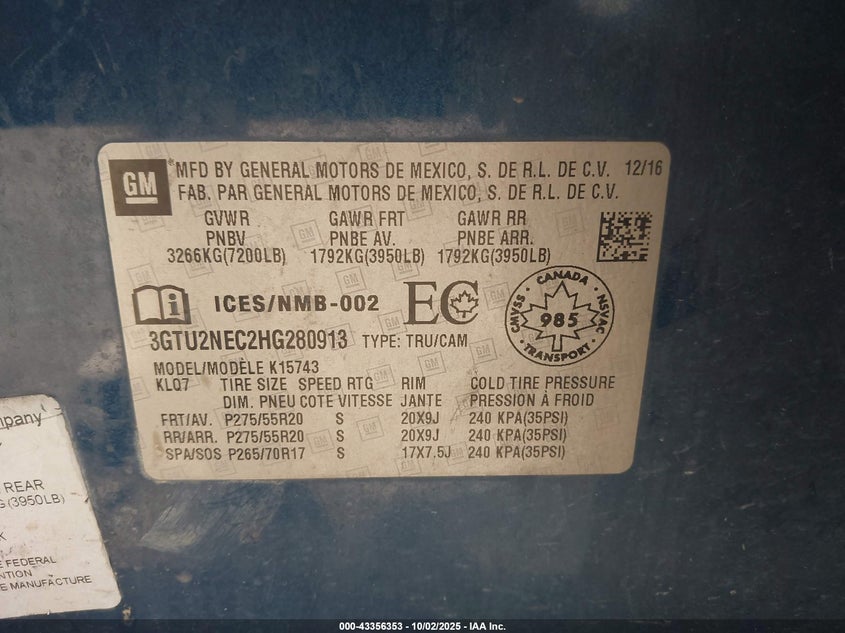 GM
*MFD BY GENERAL MOTORS DE MEXICO, S. DE R.L. DE C.V. 12/16
FAB. PAR GENERAL MOTORS DE MEXICO, S. DE R.L. DE C.V.
GVWR GAWR FRT GAWR RR
PNBV PNBE AV. PNBE ARR.
3266KG(7200LB) 1792KG(3950LB) 1792KG(3950LB)
ICES/NMB-002 EC
CANADA
CMVSS 985 NSVAC
TRANSPORT
3GTU2NEC2HG280913 TYPE: TRU/CAM
MODEL/MODÈLE K15743
KL07 TIRE SIZE SPEED RTG RIM COLD TIRE PRESSURE
DIM. PNEU COTE VITESSE JANTE PRESSION À FROID
FRT/AV. P275/55R20 S 20X9J 240 KPA(35PSI)
RR/ARR. P275/55R20 S 20X9J 240 KPA(35PSI)
SPA/SOS P265/70R17 S 17X7.5J 240 KPA(35PSI)
REAR
(3950LB)
FEDERAL
MANUFACTURE
000-43356353 - 10/02/2025 - IAA Inc.